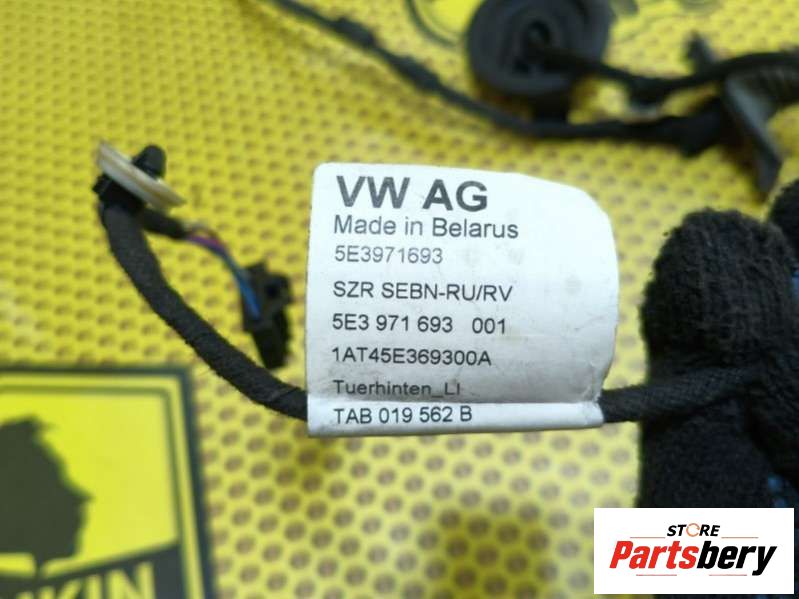 VW AG
Made in Belarus
5E3971693
SZR SEBN-RU/RV
5E3 971 693 001
1AT45E369300A
Tuerhinten_LI
TAB 019 562 B
STORE
Partsbery